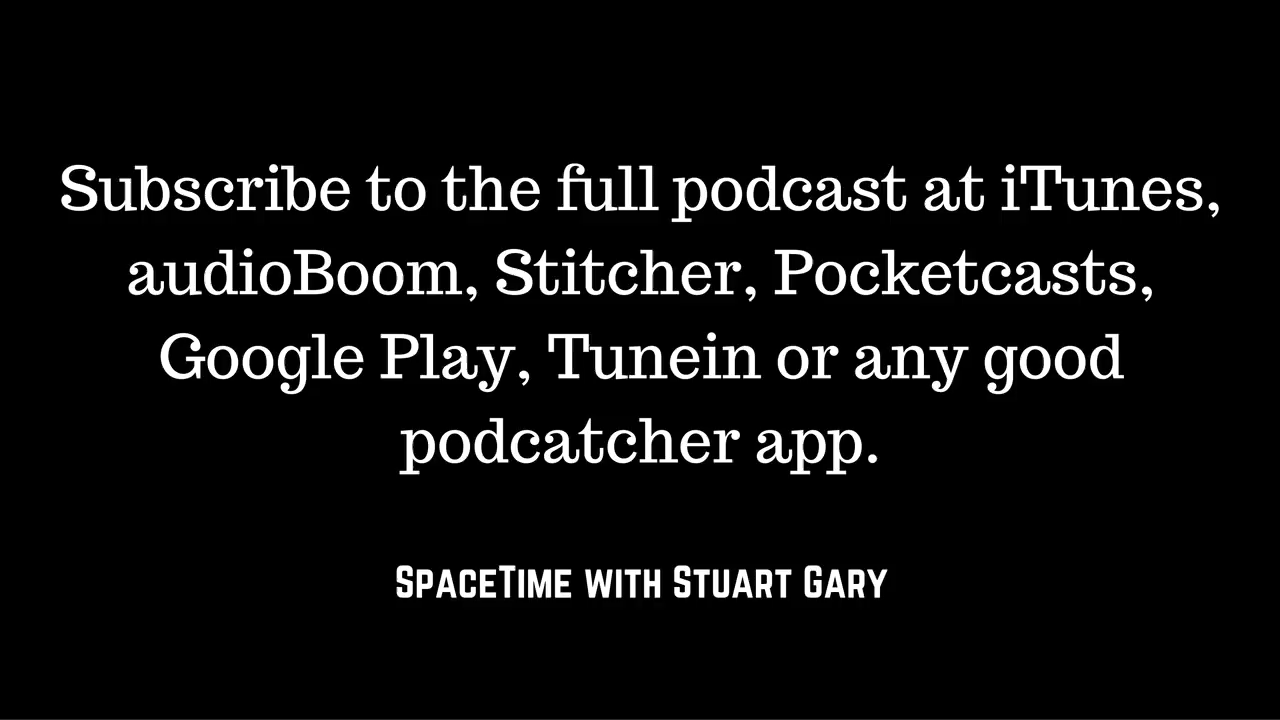 Subscribe to the full podcast at iTunes,
audioBoom, Stitcher, Pocketcasts,
Google Play, Tunein or any good
podcatcher app.
SpaceTime with Stuart Gary